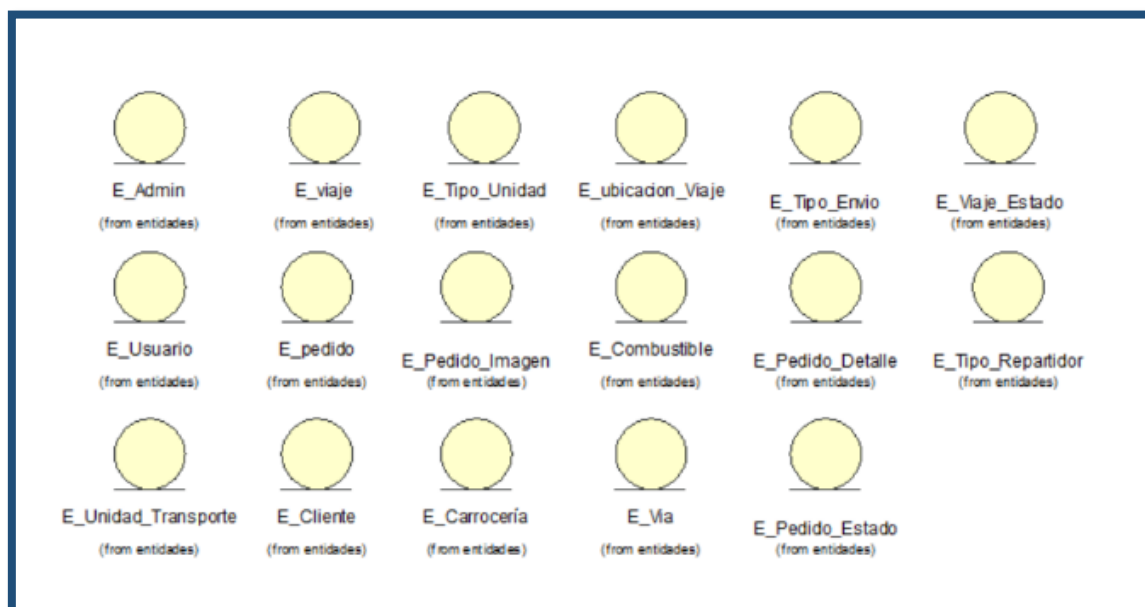 E_Admin E_viaje E_Tipo_Unidad E_ubicacion_Viaje E_Tipo_Envio E_Viaje_Estado
(from entidades) (from entidades) (from entidades) (from entidades) (from entidades) (from entidades)
E_Usuario E_pedido E_Pedido_Imagen E_Combustible E_Pedido_Detalle E_Tipo_Repartidor
(from entidades) (from entidades) (from entidades) (from entidades) (from entidades) (from entidades)
E_Unidad_Transporte E_Cliente E_Carrocería E_Via E_Pedido_Estado
(from entidades) (from entidades) (from entidades) (from entidades) (from entidades)